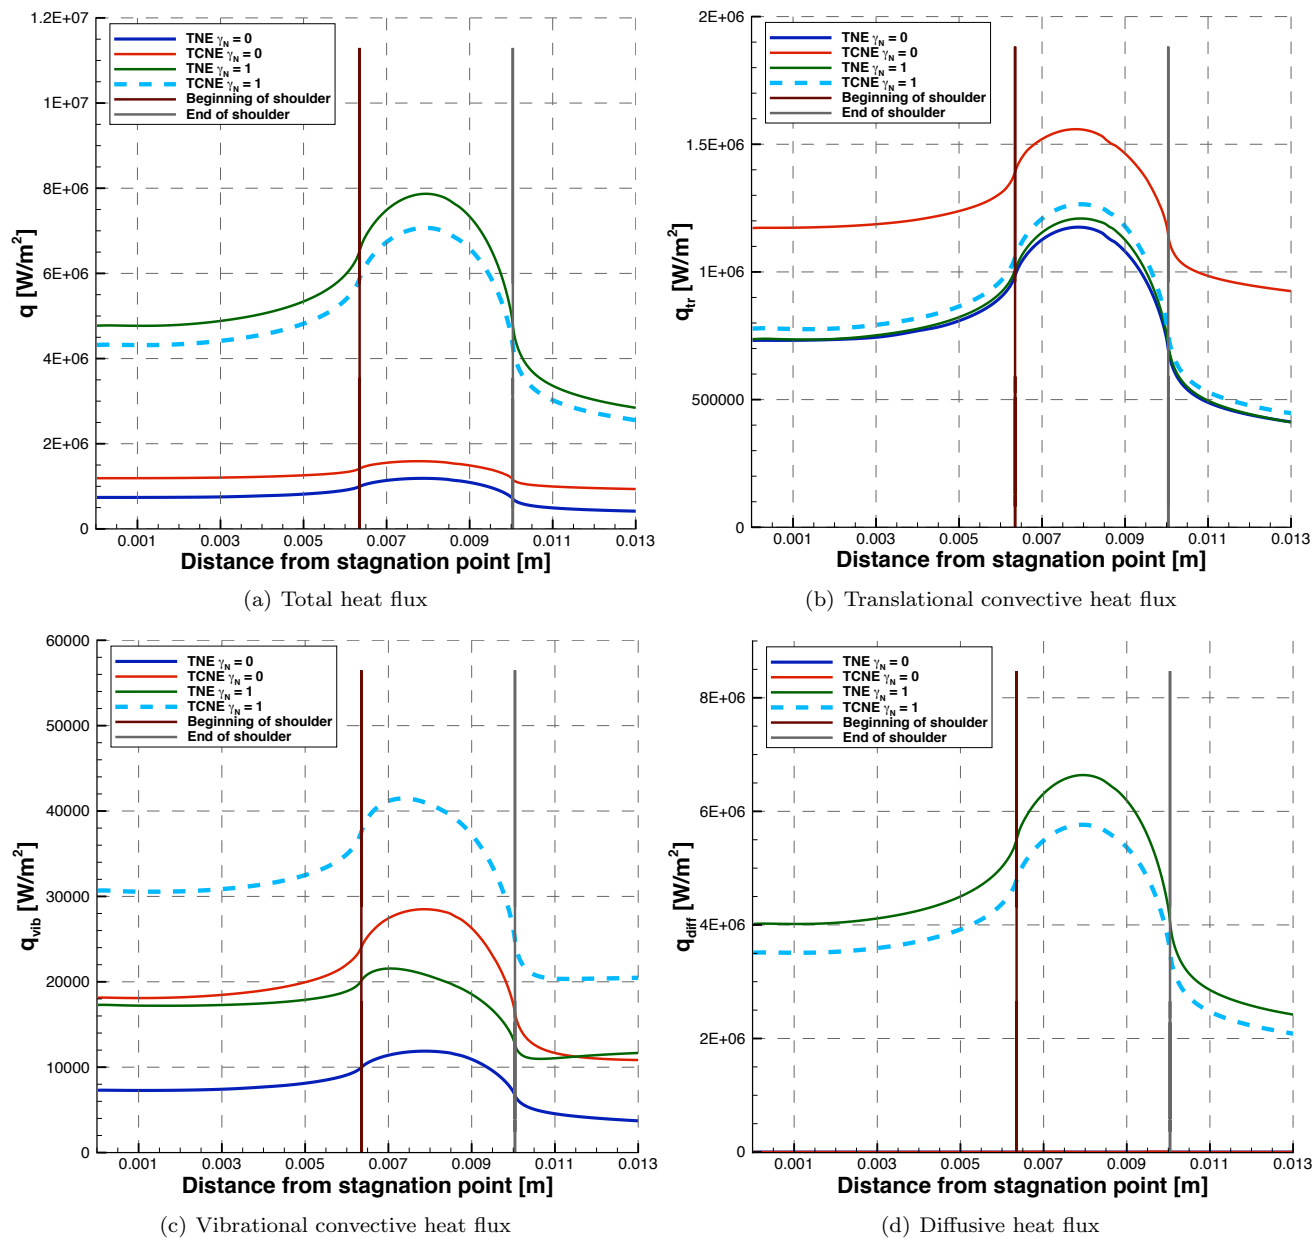 1.2E+07
1E+07
8E+06
6E+06
4E+06
2E+06
0
q [W/m²]
TNE γN = 0
TCNE γN = 0
TNE γN = 1
TCNE γN = 1
Beginning of shoulder
End of shoulder
0.001 0.003 0.005 0.007 0.009 0.011 0.013
Distance from stagnation point [m]
(a) Total heat flux
2E+06
1.5E+06
1E+06
500000
0
qtr [W/m²]
TNE γN = 0
TCNE γN = 0
TNE γN = 1
TCNE γN = 1
Beginning of shoulder
End of shoulder
0.001 0.003 0.005 0.007 0.009 0.011 0.013
Distance from stagnation point [m]
(b) Translational convective heat flux
60000
50000
40000
30000
20000
10000
0
qvib [W/m²]
TNE γN = 0
TCNE γN = 0
TNE γN = 1
TCNE γN = 1
Beginning of shoulder
End of shoulder
0.001 0.003 0.005 0.007 0.009 0.011 0.013
Distance from stagnation point [m]
(c) Vibrational convective heat flux
8E+06
6E+06
4E+06
2E+06
0
qdiff [W/m²]
TNE γN = 0
TCNE γN = 0
TNE γN = 1
TCNE γN = 1
Beginning of shoulder
End of shoulder
0.001 0.003 0.005 0.007 0.009 0.011 0.013
Distance from stagnation point [m]
(d) Diffusive heat flux